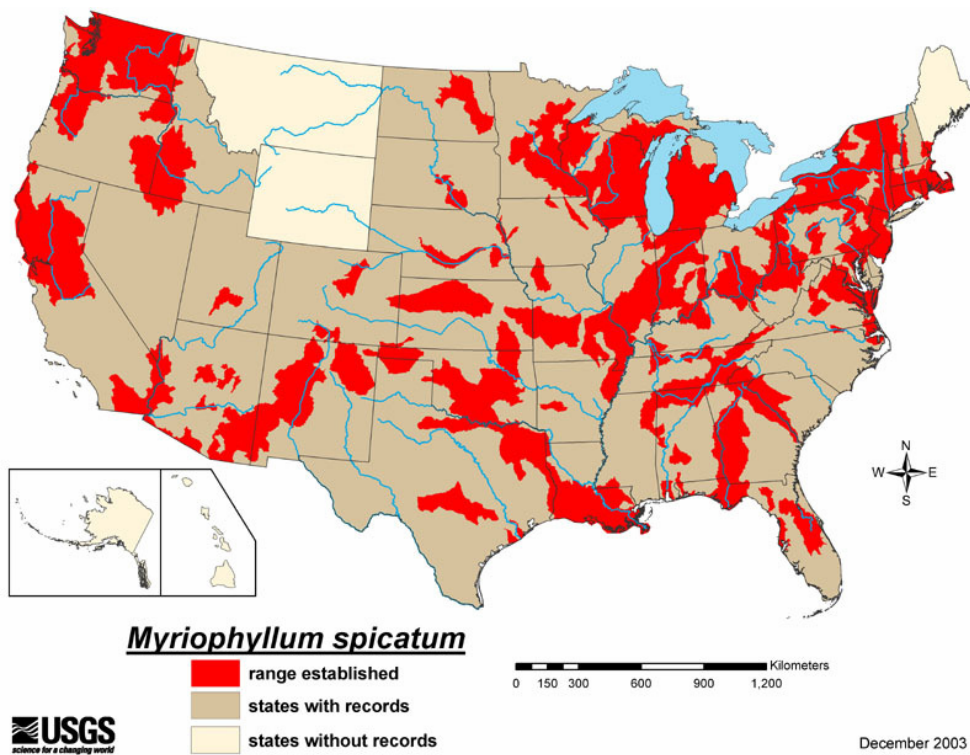 N
W E
S
Myriophyllum spicatum
range established
states with records
states without records
Kilometers
0 150 300 600 900 1,200
USGS
science for a changing world
December 2003